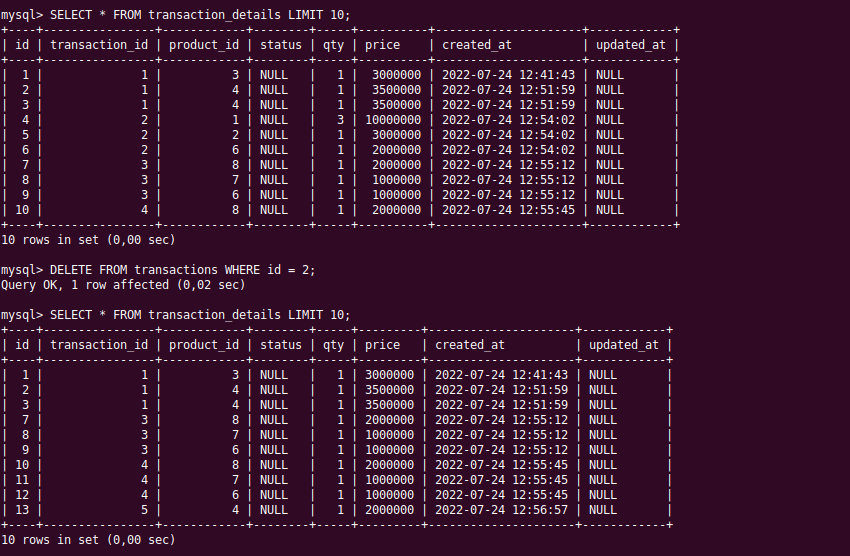 mysql> SELECT * FROM transaction_details LIMIT 10;
+----+----------------+------------+--------+-----+----------+---------------------+------------+
| id | transaction_id | product_id | status | qty | price    | created_at          | updated_at |
+----+----------------+------------+--------+-----+----------+---------------------+------------+
|  1 |              1 |          3 | NULL   |   1 |  3000000 | 2022-07-24 12:41:43 | NULL       |
|  2 |              1 |          4 | NULL   |   1 |  3500000 | 2022-07-24 12:51:59 | NULL       |
|  3 |              1 |          4 | NULL   |   1 |  3500000 | 2022-07-24 12:51:59 | NULL       |
|  4 |              2 |          1 | NULL   |   3 | 10000000 | 2022-07-24 12:54:02 | NULL       |
|  5 |              2 |          2 | NULL   |   1 |  3000000 | 2022-07-24 12:54:02 | NULL       |
|  6 |              2 |          6 | NULL   |   1 |  2000000 | 2022-07-24 12:54:02 | NULL       |
|  7 |              3 |          8 | NULL   |   1 |  2000000 | 2022-07-24 12:55:12 | NULL       |
|  8 |              3 |          7 | NULL   |   1 |  1000000 | 2022-07-24 12:55:12 | NULL       |
|  9 |              3 |          6 | NULL   |   1 |  1000000 | 2022-07-24 12:55:12 | NULL       |
| 10 |              4 |          8 | NULL   |   1 |  2000000 | 2022-07-24 12:55:45 | NULL       |
+----+----------------+------------+--------+-----+----------+---------------------+------------+
10 rows in set (0,00 sec)

mysql> DELETE FROM transactions WHERE id = 2;
Query OK, 1 row affected (0,02 sec)

mysql> SELECT * FROM transaction_details LIMIT 10;
+----+----------------+------------+--------+-----+---------+---------------------+------------+
| id | transaction_id | product_id | status | qty | price   | created_at          | updated_at |
+----+----------------+------------+--------+-----+---------+---------------------+------------+
|  1 |              1 |          3 | NULL   |   1 | 3000000 | 2022-07-24 12:41:43 | NULL       |
|  2 |              1 |          4 | NULL   |   1 | 3500000 | 2022-07-24 12:51:59 | NULL       |
|  3 |              1 |          4 | NULL   |   1 | 3500000 | 2022-07-24 12:51:59 | NULL       |
|  7 |              3 |          8 | NULL   |   1 | 2000000 | 2022-07-24 12:55:12 | NULL       |
|  8 |              3 |          7 | NULL   |   1 | 1000000 | 2022-07-24 12:55:12 | NULL       |
|  9 |              3 |          6 | NULL   |   1 | 1000000 | 2022-07-24 12:55:12 | NULL       |
| 10 |              4 |          8 | NULL   |   1 | 2000000 | 2022-07-24 12:55:45 | NULL       |
| 11 |              4 |          7 | NULL   |   1 | 1000000 | 2022-07-24 12:55:45 | NULL       |
| 12 |              4 |          6 | NULL   |   1 | 1000000 | 2022-07-24 12:55:45 | NULL       |
| 13 |              5 |          4 | NULL   |   1 | 2000000 | 2022-07-24 12:56:57 | NULL       |
+----+----------------+------------+--------+-----+---------+---------------------+------------+
10 rows in set (0,00 sec)